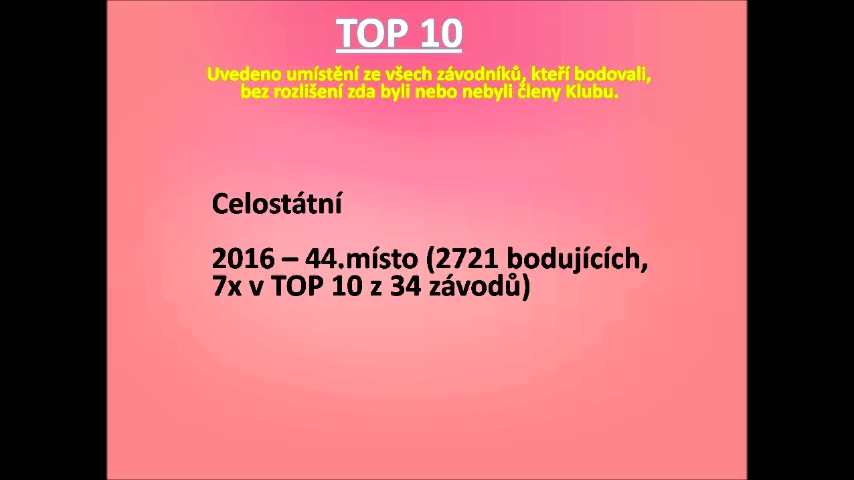 TOP 10
Uvedeno umístění ze všech závodníků, kteří bodovali,
bez rozlišení zda byli nebo nebyli členy Klubu.
Celostátní
2016 – 44.místo (2721 bodujících,
7x v TOP 10 z 34 závodů)